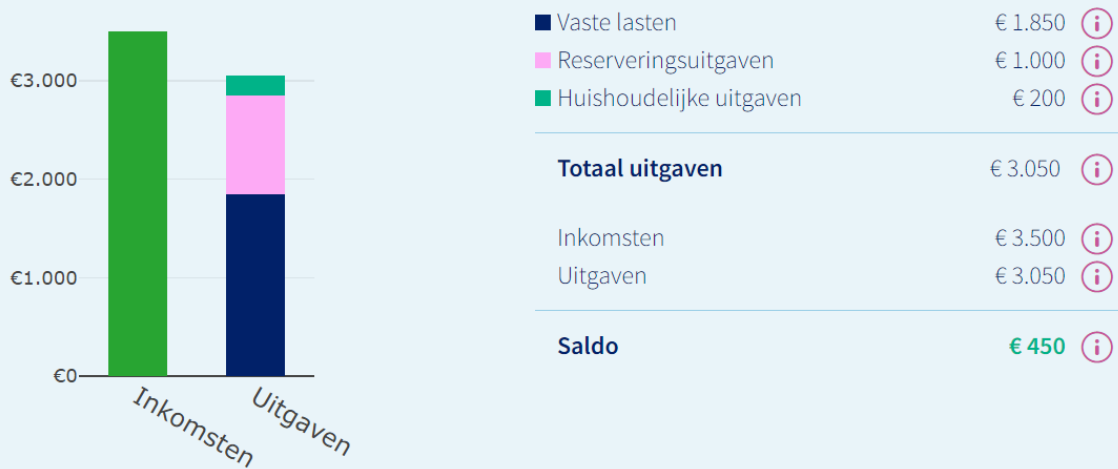 €3.000
€2.000
€1.000
€0
Inkomsten
Uitgaven
Vaste lasten € 1.850 i
Reserveringsuitgaven € 1.000 i
Huishoudelijke uitgaven € 200 i
Totaal uitgaven € 3.050 i
Inkomsten € 3.500 i
Uitgaven € 3.050 i
Saldo € 450 i